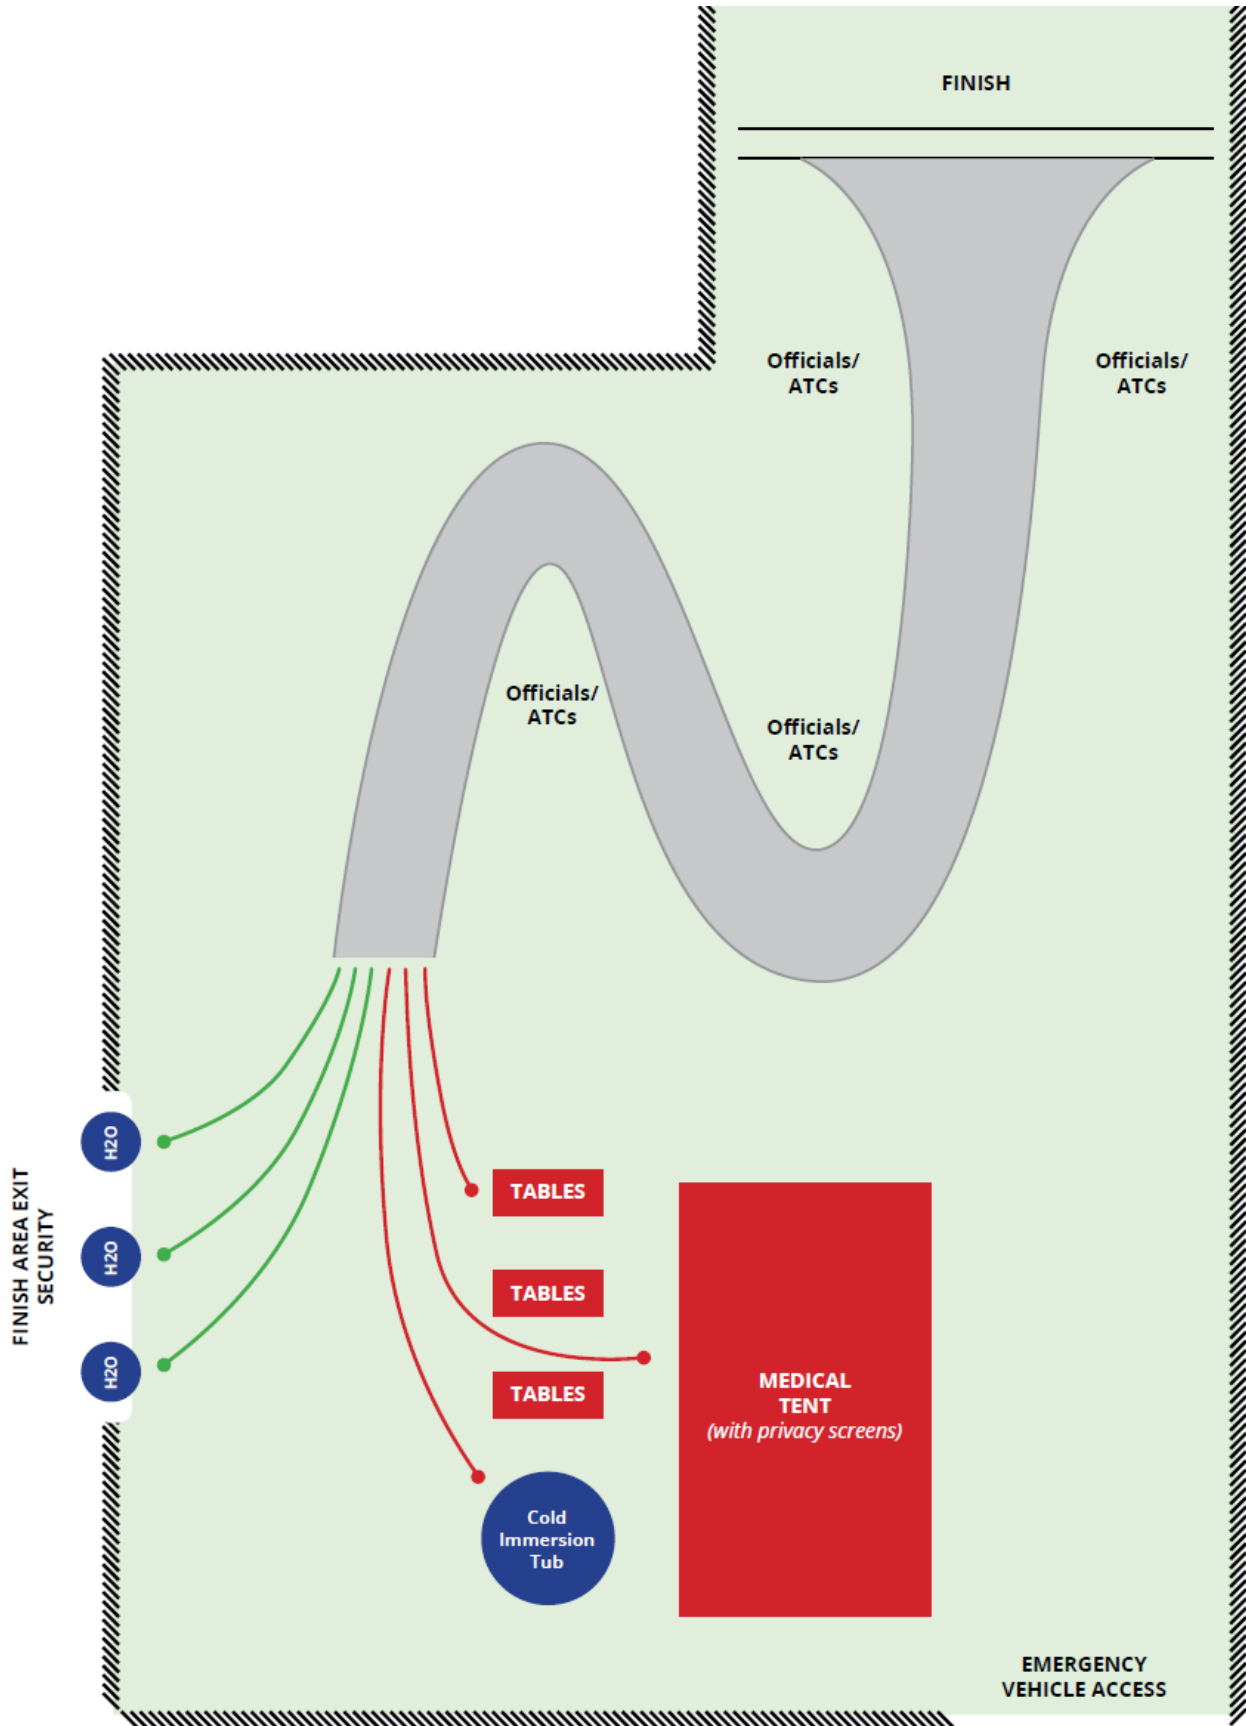 FINISH
Officials/
ATCs
Officials/
ATCs
Officials/
ATCs
Officials/
ATCs
H2O
H2O
H2O
FINISH AREA EXIT
SECURITY
TABLES
TABLES
TABLES
MEDICAL
TENT
(with privacy screens)
Cold
Immersion
Tub
EMERGENCY
VEHICLE ACCESS